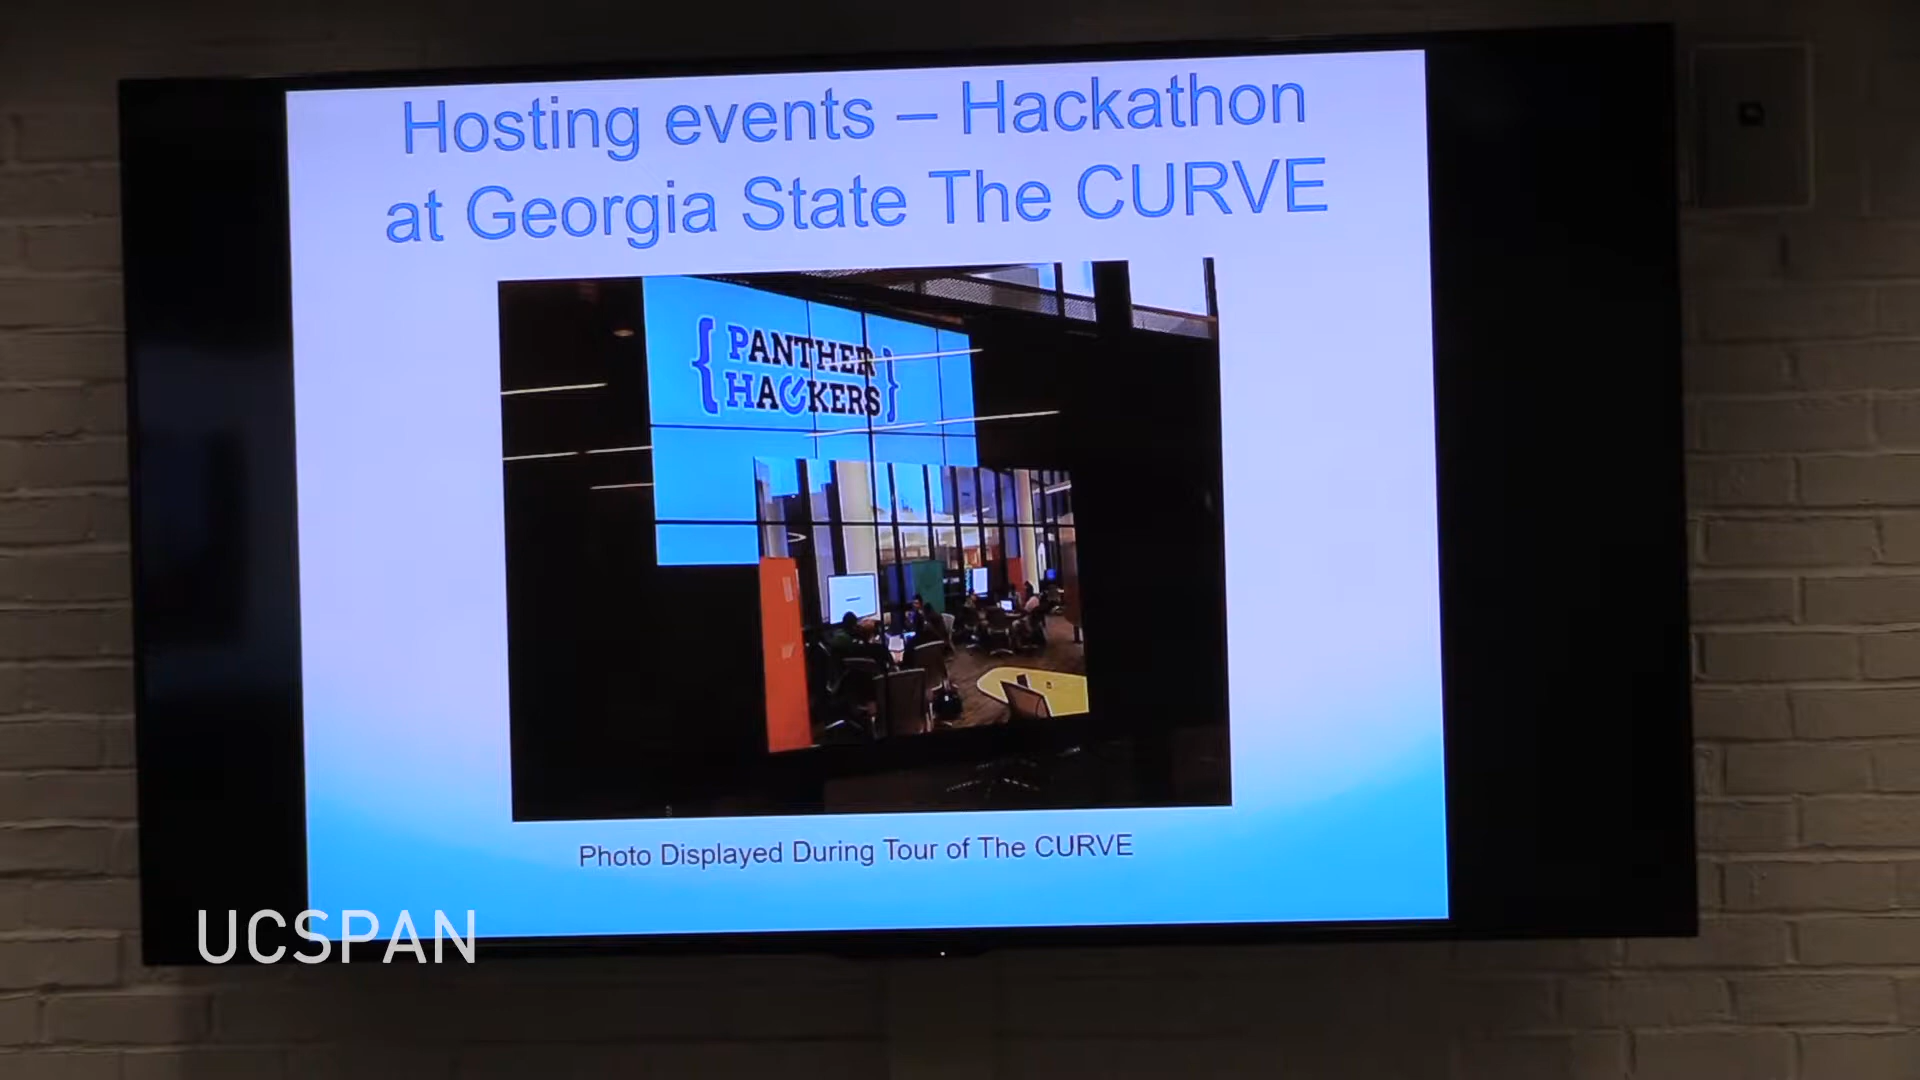 Hosting events – Hackathon
at Georgia State The CURVE
{ PANTHER
HACKERS }
Photo Displayed During Tour of The CURVE
UCSPAN